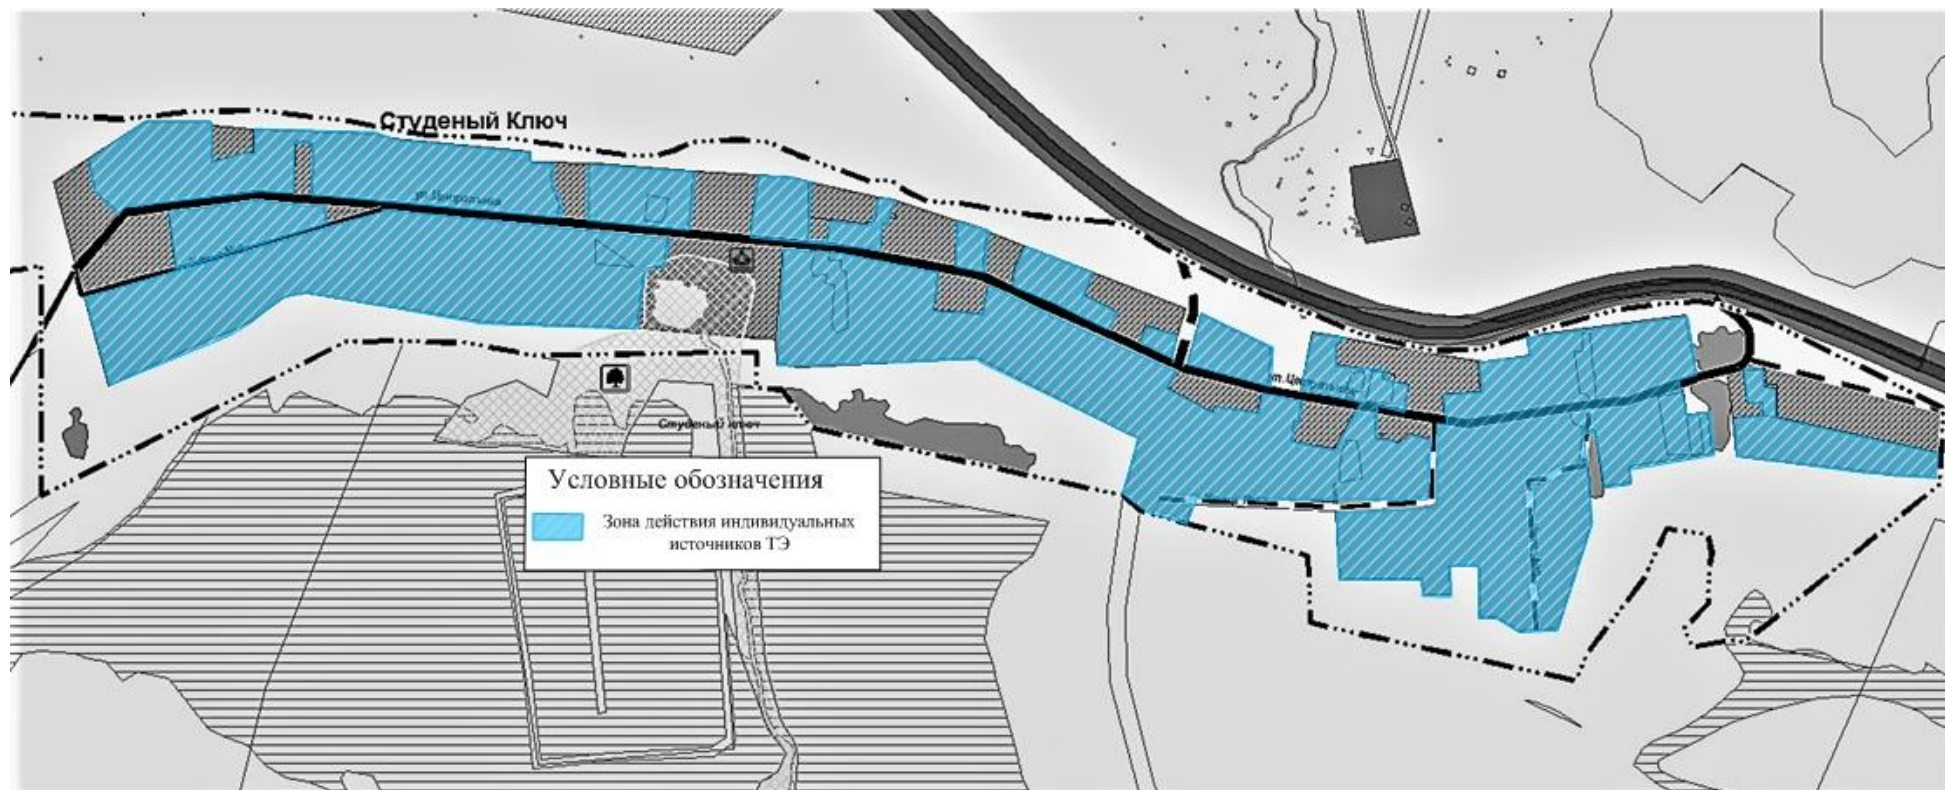 Студеный Ключ
ул.Центральная
ул.Центральная
Студеный ключ
Условные обозначения
Зона действия индивидуальных
источников ТЭ